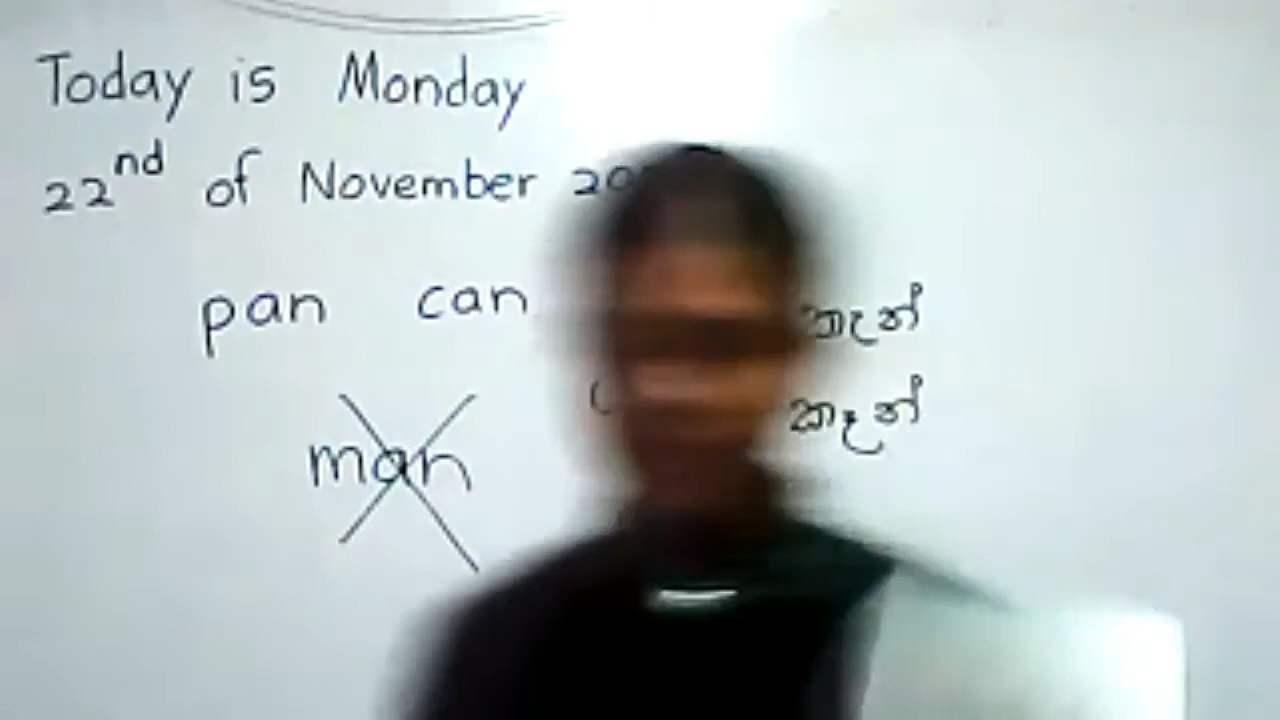 Today is Monday
22nd of November
pan can කැන්
කෑන්
man